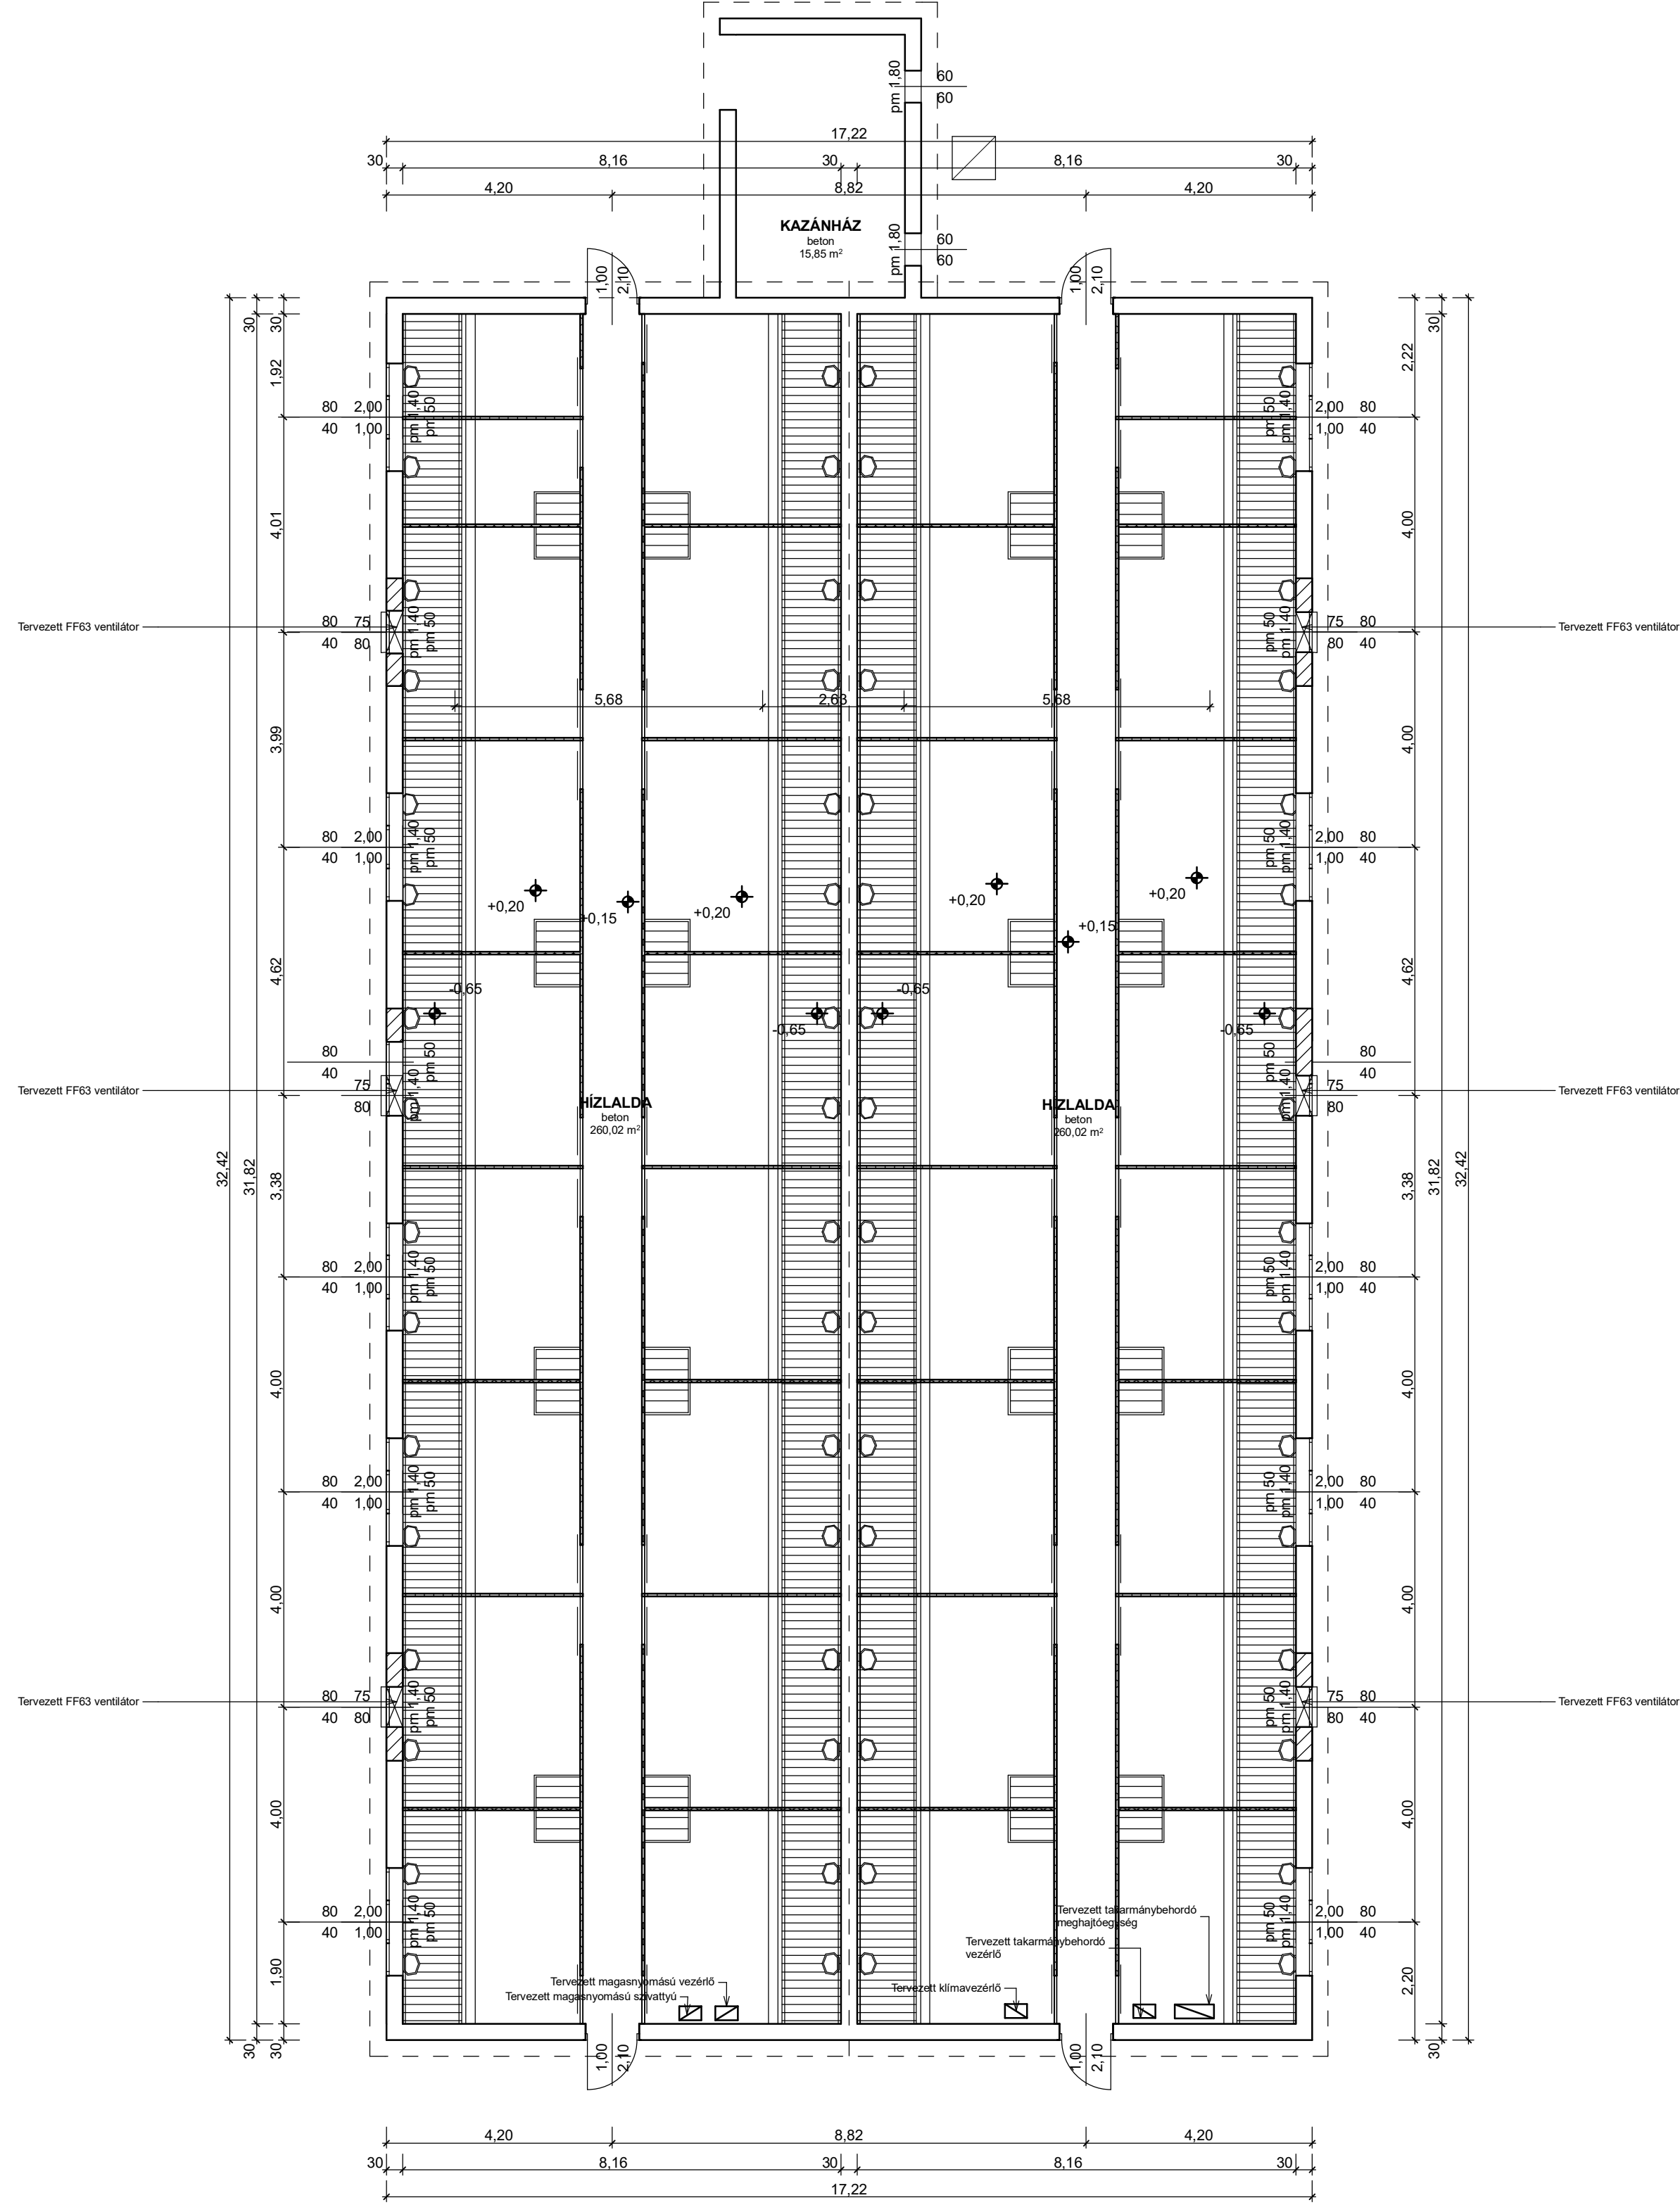 pm 1,80
60
60
17,22
30
8,16
30
8,16
30
4,20
8,82
4,20
KAZÁNHÁZ
beton
15,85 m²
pm 1,80
60
60
1,00
2,10
1,00
2,10
30
30
30
1,92
2,22
80 2,00
40 1,00
pm 1,40
pm 50
pm 50
pm 1,40
2,00 80
1,00 40
4,01
4,00
Tervezett FF63 ventilátor
80 75
40 80
pm 1,40
pm 50
pm 50
pm 1,40
75 80
80 40
Tervezett FF63 ventilátor
5,68
2,63
5,68
3,99
4,00
80 2,00
40 1,00
pm 1,40
pm 50
pm 50
pm 1,40
2,00 80
1,00 40
+0,20
+0,15
+0,20
+0,20
+0,15
+0,20
4,62
4,62
-0,65
-0,65
-0,65
-0,65
80
40
pm 50
pm 50
80
40
Tervezett FF63 ventilátor
75
80
pm 1,40
pm 1,40
75
80
Tervezett FF63 ventilátor
HÍZLALDA
beton
260,02 m²
HÍZLALDA
beton
260,02 m²
32,42
31,82
3,38
3,38
31,82
32,42
80 2,00
40 1,00
pm 1,40
pm 50
pm 50
pm 1,40
2,00 80
1,00 40
4,00
4,00
80 2,00
40 1,00
pm 1,40
pm 50
pm 50
pm 1,40
2,00 80
1,00 40
4,00
4,00
Tervezett FF63 ventilátor
80 75
40 80
pm 1,40
pm 50
pm 50
pm 1,40
75 80
80 40
Tervezett FF63 ventilátor
4,00
4,00
80 2,00
40 1,00
pm 1,40
pm 50
pm 50
pm 1,40
2,00 80
1,00 40
Tervezett takarmánybehordó
meghajtóegység
Tervezett takarmánybehordó
vezérlő
1,90
2,20
Tervezett magasnyomású vezérlő
Tervezett magasnyomású szivattyú
Tervezett klímavezérlő
30
30
30
1,00
2,10
1,00
2,10
4,20
8,82
4,20
30
8,16
30
8,16
30
17,22